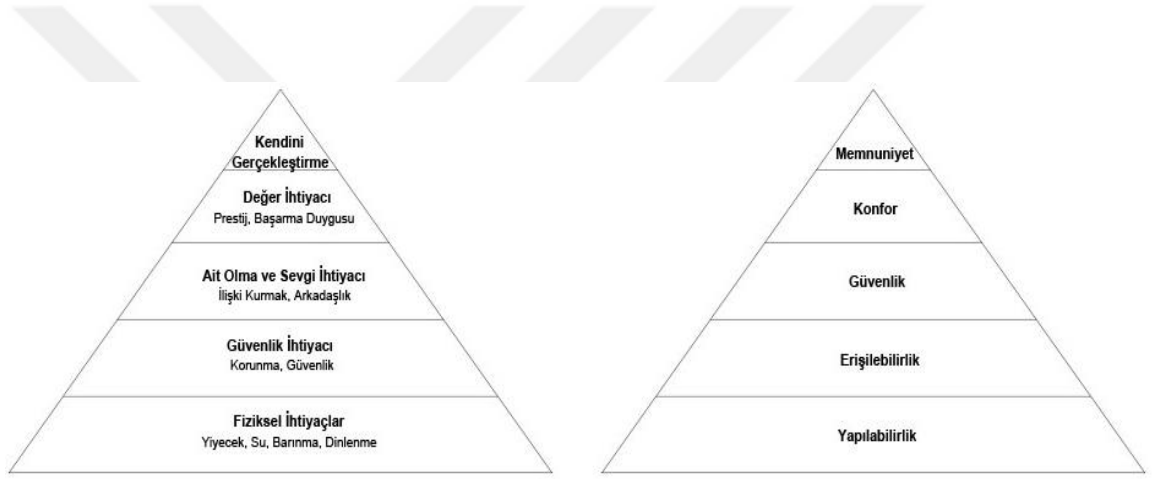 Kendini
Gerçekleştirme
Değer İhtiyacı
Prestij, Başarma Duygusu
Ait Olma ve Sevgi İhtiyacı
İlişki Kurmak, Arkadaşlık
Güvenlik İhtiyacı
Korunma, Güvenlik
Fiziksel İhtiyaçlar
Yiyecek, Su, Barınma, Dinlenme
Memnuniyet
Konfor
Güvenlik
Erişilebilirlik
Yapılabilirlik